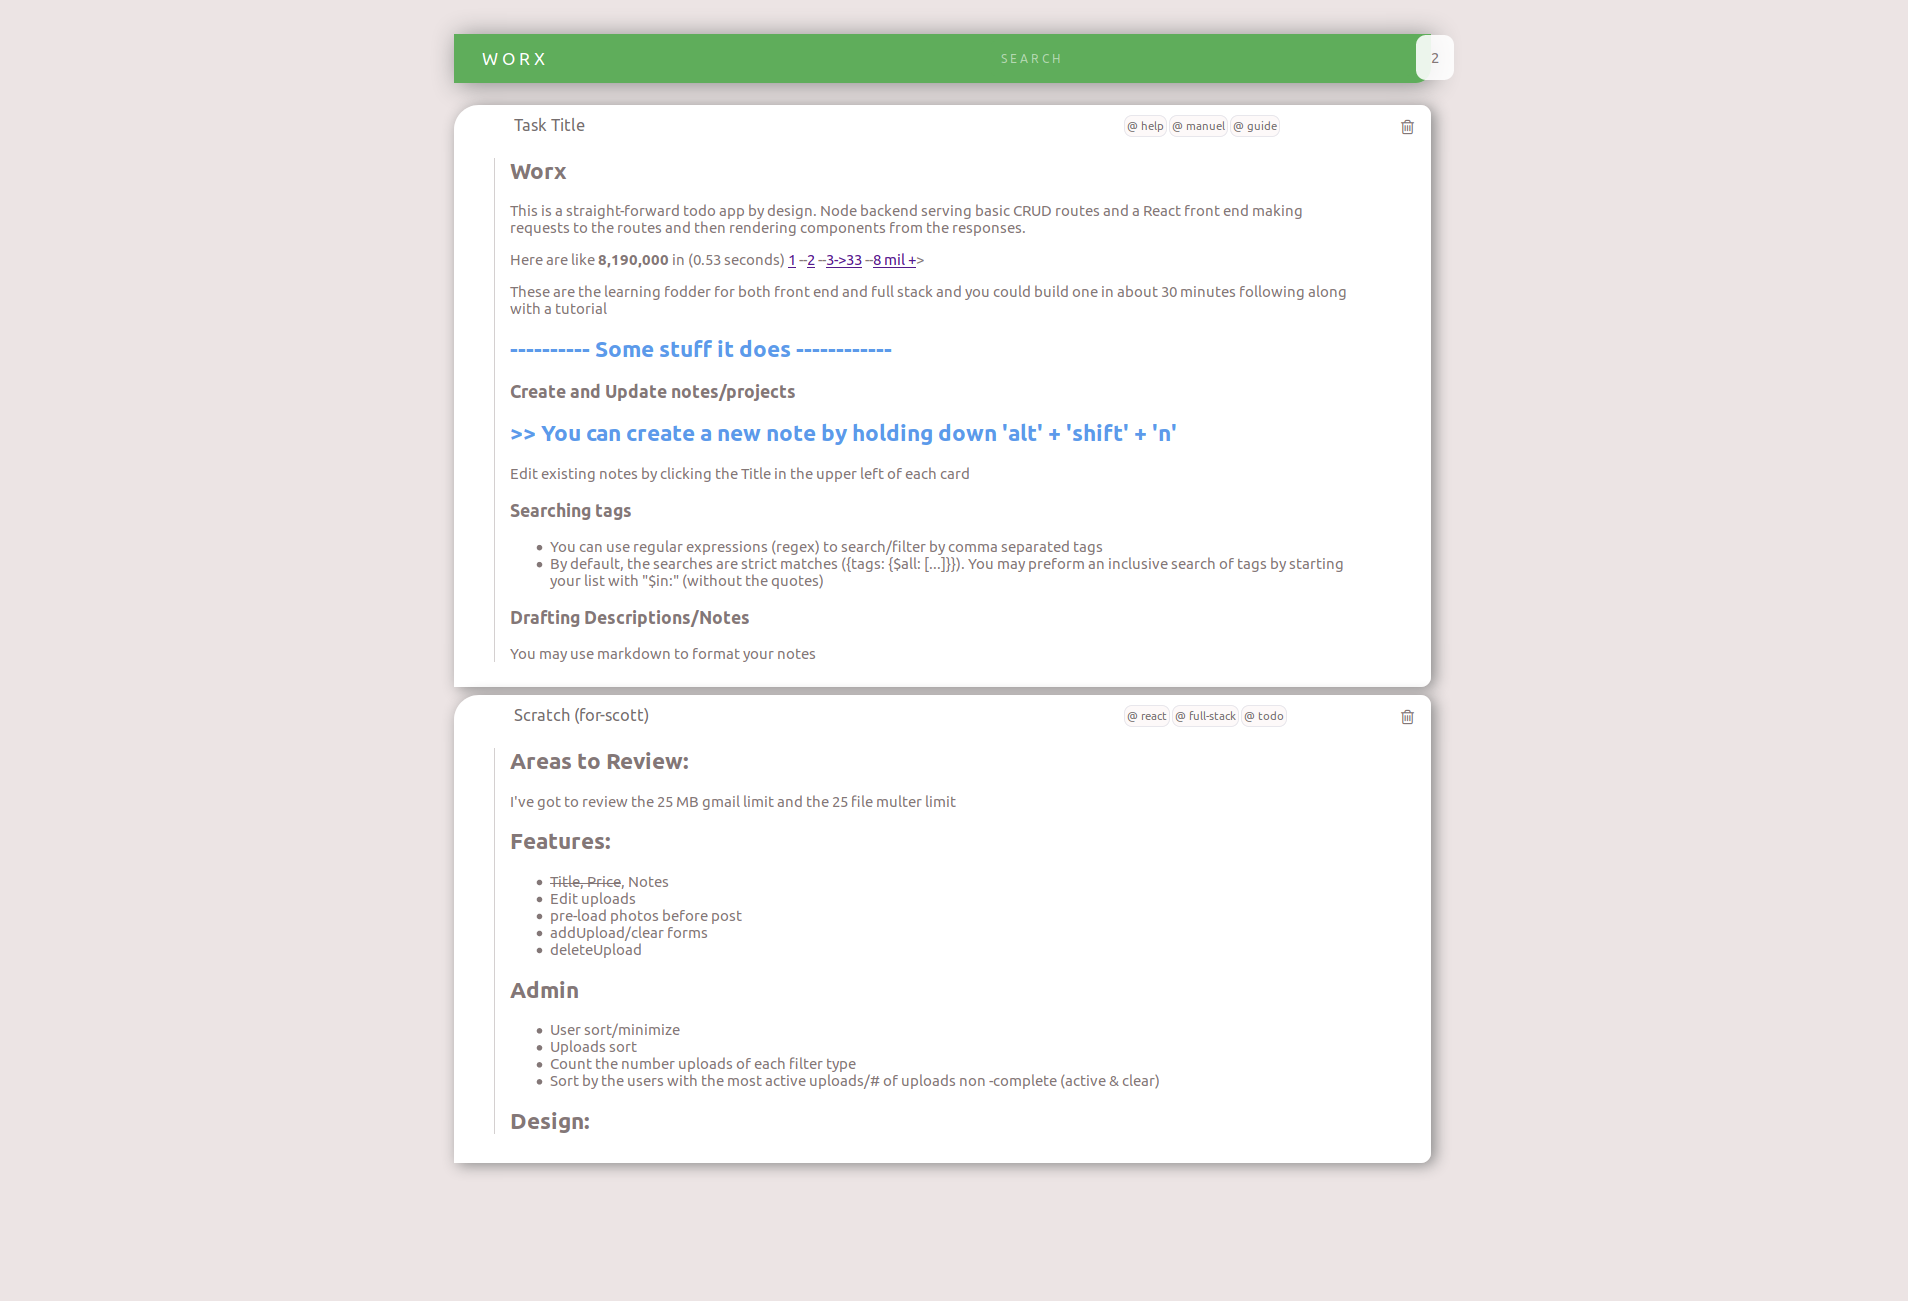 WORX
SEARCH
2
Task Title
@ help @ manuel @ guide
Worx
This is a straight-forward todo app by design. Node backend serving basic CRUD routes and a React front end making
requests to the routes and then rendering components from the responses.
Here are like 8,190,000 in (0.53 seconds) 1 --2 --3->33 --8 mil +>
These are the learning fodder for both front end and full stack and you could build one in about 30 minutes following along
with a tutorial
---------- Some stuff it does ------------
Create and Update notes/projects
>> You can create a new note by holding down 'alt' + 'shift' + 'n'
Edit existing notes by clicking the Title in the upper left of each card
Searching tags
• You can use regular expressions (regex) to search/filter by comma separated tags
• By default, the searches are strict matches ({tags: {$all: [...]}}). You may preform an inclusive search of tags by starting
your list with "$in:" (without the quotes)
Drafting Descriptions/Notes
You may use markdown to format your notes
Scratch (for-scott)
@ react @ full-stack @ todo
Areas to Review:
I've got to review the 25 MB gmail limit and the 25 file multer limit
Features:
• Title, Price, Notes
• Edit uploads
• pre-load photos before post
• addUpload/clear forms
• deleteUpload
Admin
• User sort/minimize
• Uploads sort
• Count the number uploads of each filter type
• Sort by the users with the most active uploads/# of uploads non -complete (active & clear)
Design: